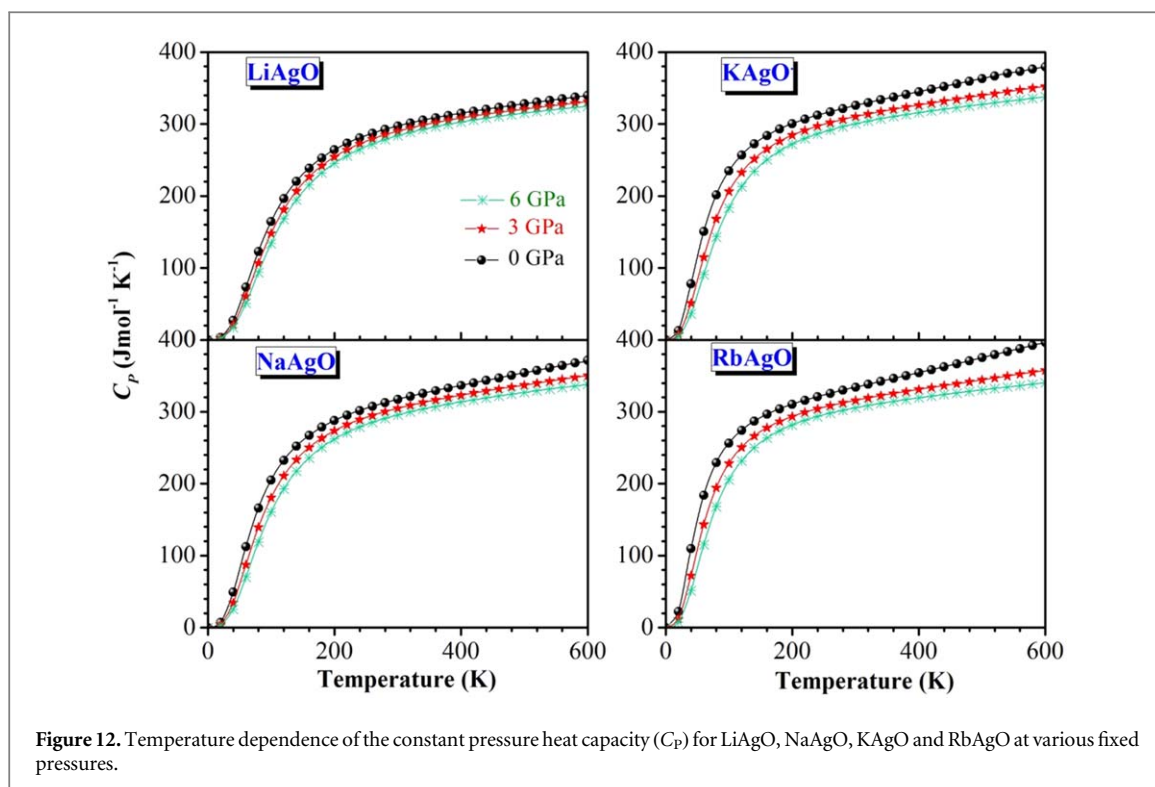 400
300
200
100
400
300
200
100
0
C_P (Jmol⁻¹ K⁻¹)
LiAgO
6 GPa
3 GPa
0 GPa
NaAgO
0 200 400 600
Temperature (K)
400
300
200
100
0
400
300
200
100
0
KAgO
RbAgO
0 200 400 600
Temperature (K)
Figure 12. Temperature dependence of the constant pressure heat capacity (C_P) for LiAgO, NaAgO, KAgO and RbAgO at various fixed
pressures.